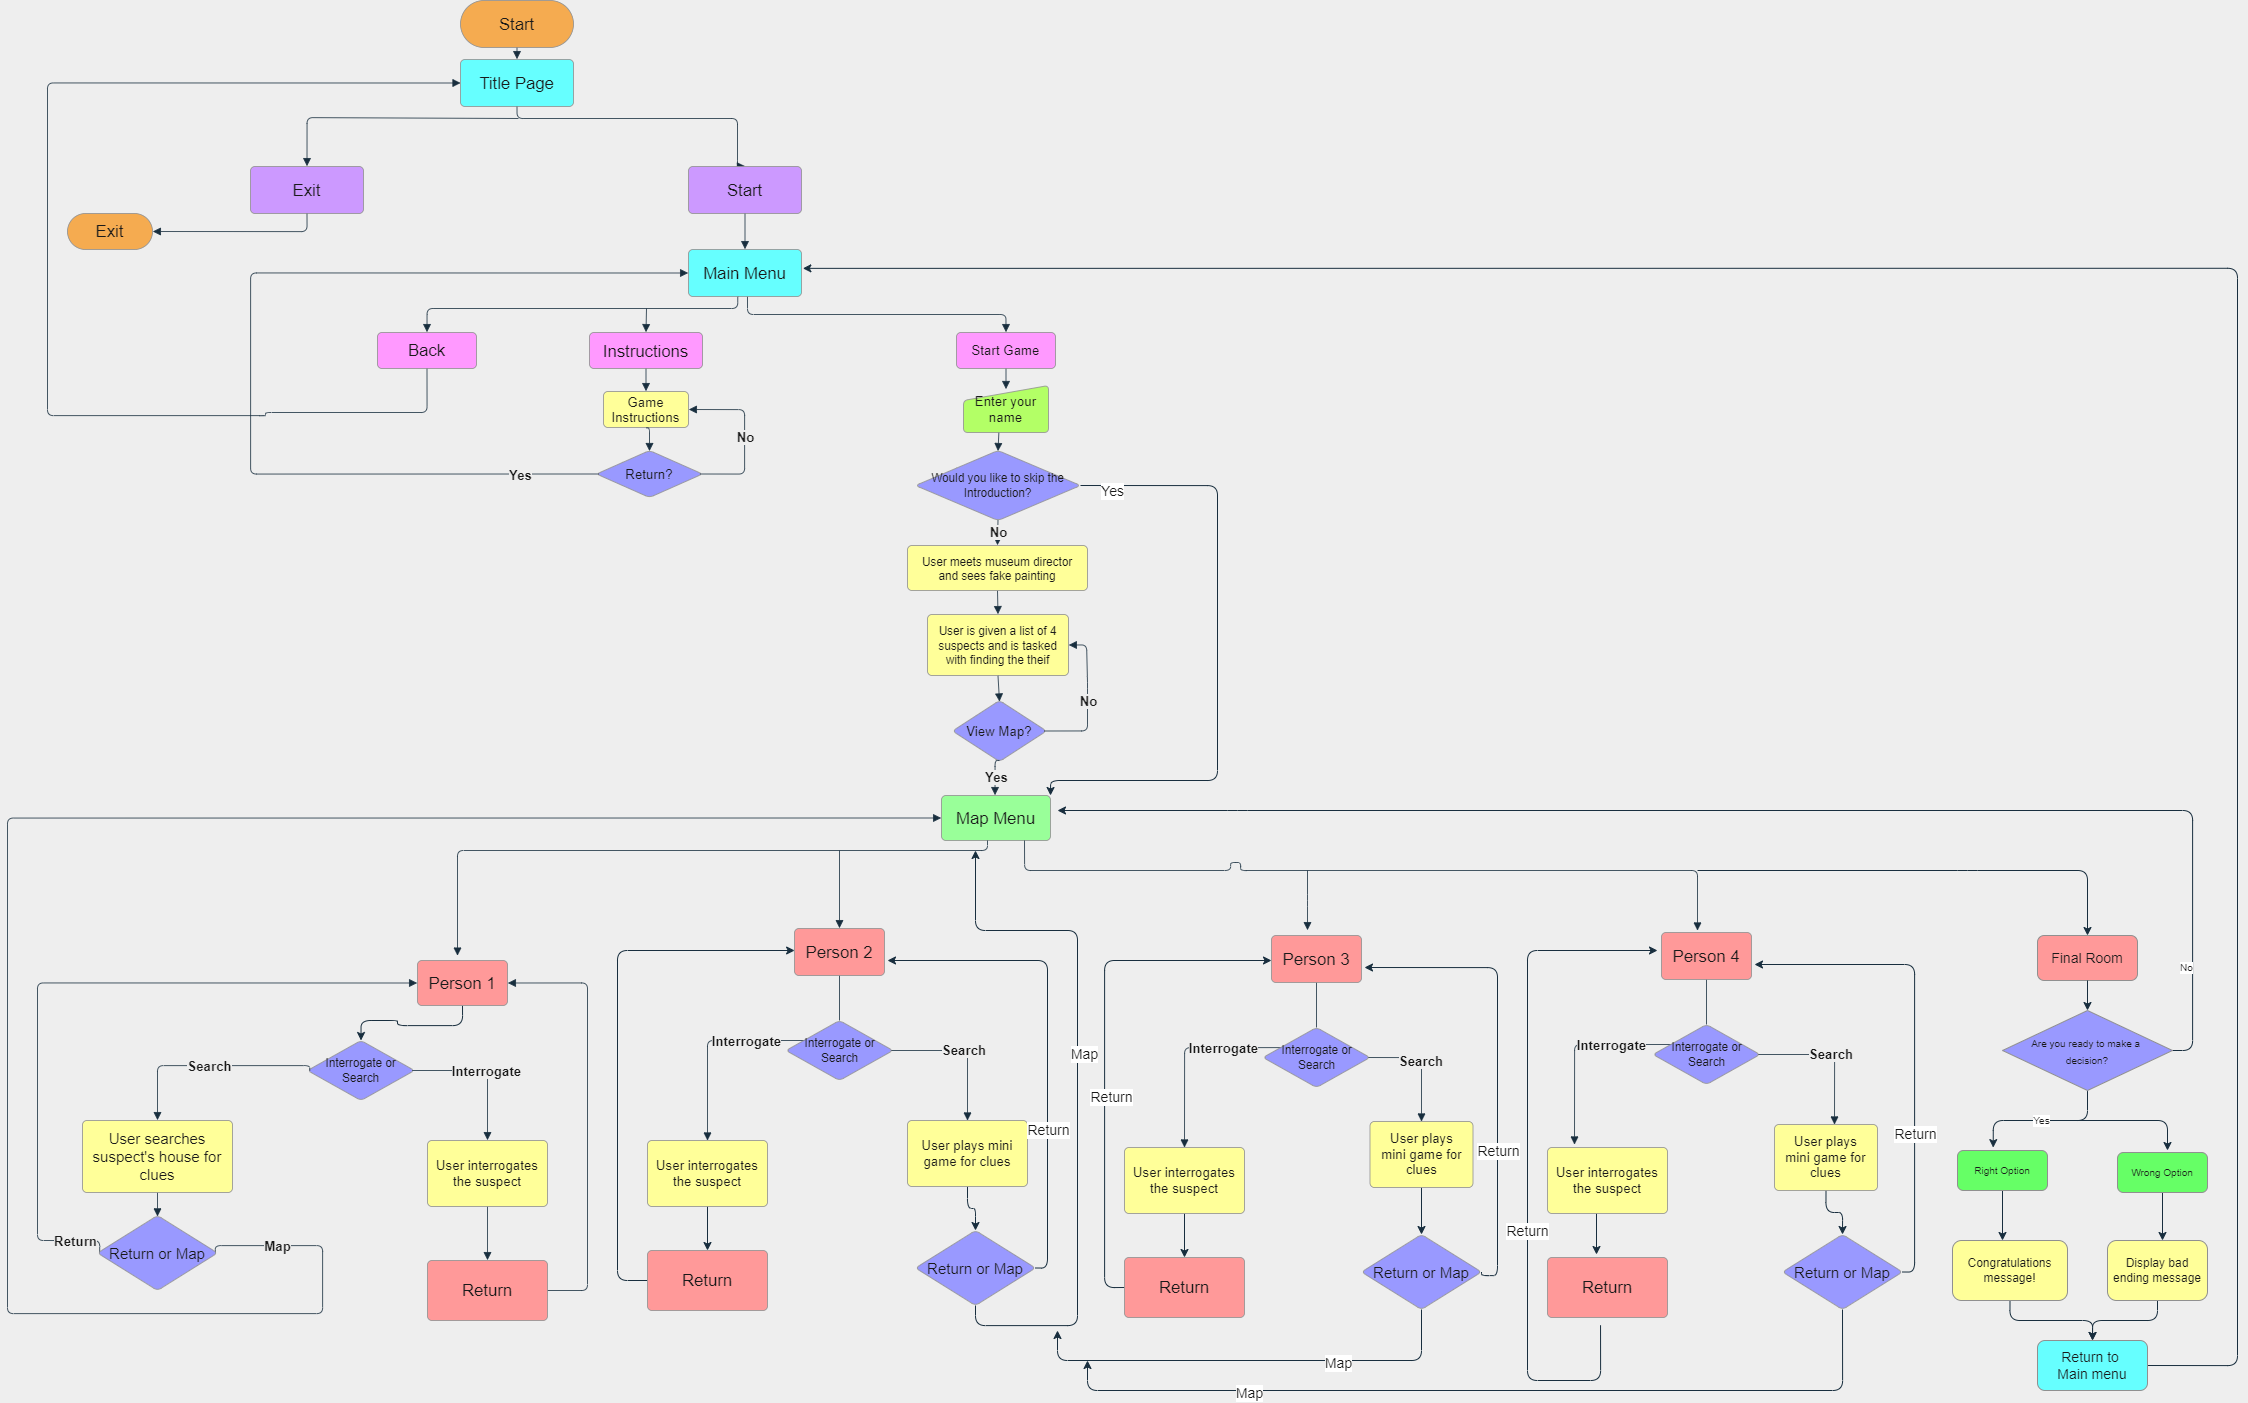 Start
Title Page
Exit
Start
Exit
Main Menu
Back
Instructions
Start Game
Game
Instructions
No
Enter your
name
Yes
Return?
Would you like to skip the
Introduction?
Yes
No
User meets museum director
and sees fake painting
User is given a list of 4
suspects and is tasked
with finding the theif
No
View Map?
Yes
Map Menu
Person 1
Interrogate or
Search
Search
Interrogate
User searches
suspect's house for
clues
User interrogates
the suspect
Return
Return or Map
Map
Return
Person 2
Interrogate
Interrogate or
Search
Search
User interrogates
the suspect
User plays mini
game for clues
Return
Map
Return
Return or Map
Person 3
Interrogate
Interrogate or
Search
Search
Return
User interrogates
the suspect
User plays
mini game for
clues
Return
Return
Return or Map
Map
Person 4
Interrogate
Interrogate or
Search
Search
User interrogates
the suspect
User plays
mini game for
clues
Return
Return
Return
Return or Map
Map
Final Room
No
Are you ready to make a
decision?
Yes
Right Option
Wrong Option
Congratulations
message!
Display bad
ending message
Return to
Main menu